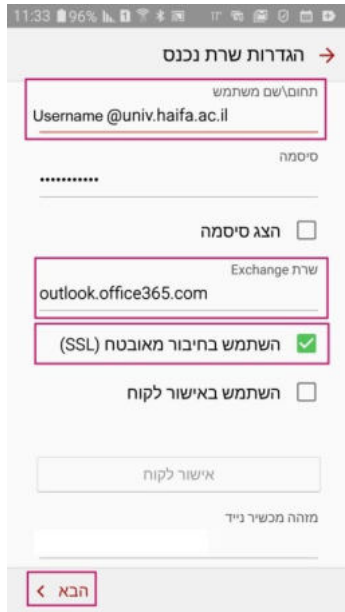 11:33 96%
הגדרות שרת נכנס
תחום\שם משתמש
Username @univ.haifa.ac.il
סיסמה
•••••••••••
הצג סיסמה
שרת Exchange
outlook.office365.com
השתמש בחיבור מאובטח (SSL)
השתמש באישור לקוח
אישור לקוח
מזהה מכשיר נייד
הבא